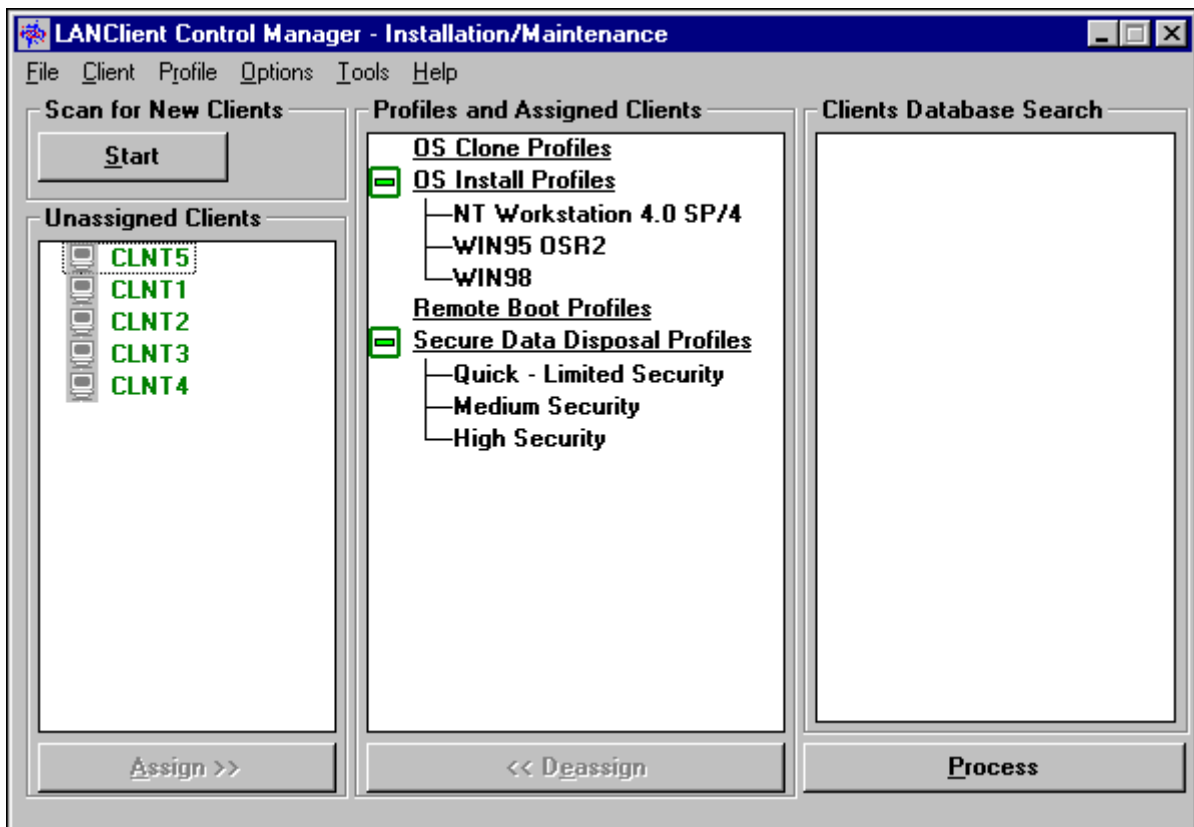 LANClient Control Manager - Installation/Maintenance
File Client Profile Options Tools Help
Scan for New Clients
Start
Unassigned Clients
CLNT5
CLNT1
CLNT2
CLNT3
CLNT4
Assign >>
Profiles and Assigned Clients
OS Clone Profiles
OS Install Profiles
NT Workstation 4.0 SP/4
WIN95 OSR2
WIN98
Remote Boot Profiles
Secure Data Disposal Profiles
Quick - Limited Security
Medium Security
High Security
<< Deassign
Clients Database Search
Process